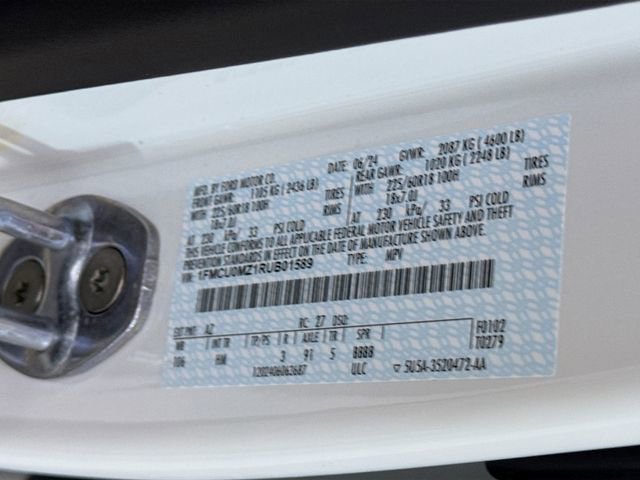 MFD. BY FORD MOTOR CO.
DATE: 06/24 GVWR: 2087 KG ( 4600 LB)
FRONT GAWR: 1105 KG ( 2436 LB) REAR GAWR: 1020 KG ( 2248 LB)
WITH 225/60R18 100H TIRES WITH 225/60R18 100H TIRES
18x7.0J RIMS 18x7.0J RIMS
AT 230 kPa/ 33 PSI COLD AT 230 kPa/ 33 PSI COLD
THIS VEHICLE CONFORMS TO ALL APPLICABLE FEDERAL MOTOR VEHICLE SAFETY AND THEFT
PREVENTION STANDARDS IN EFFECT ON THE DATE OF MANUFACTURE SHOWN ABOVE.
VIN: 1FMCU0MZ1RUB01589 TYPE: MPV
EXT PNT: AZ RC: 27 DSO: F0102
WB INT TR TP/PS R AXLE TR SPR T0279
106 HM 3 91 5 8888
1202406063687 ULC ▽ 5U5A-3520472-AA